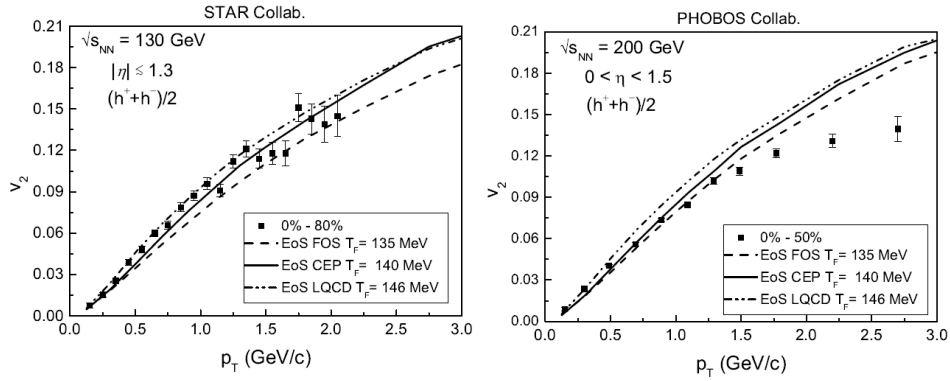 STAR Collab.
0.21
0.18
0.15
0.12
0.09
0.06
0.03
0.00
v₂
√s_NN = 130 GeV
|η| ≤ 1.3
(h⁺+h⁻)/2
0% - 80%
EoS FOS T_F= 135 MeV
EoS CEP T_F= 140 MeV
EoS LQCD T_F= 146 MeV
0.0 0.5 1.0 1.5 2.0 2.5 3.0
p_T (GeV/c)
PHOBOS Collab.
0.21
0.18
0.15
0.12
0.09
0.06
0.03
0.00
v₂
√s_NN = 200 GeV
0 < η < 1.5
(h⁺+h⁻)/2
0% - 50%
EoS FOS T_F= 135 MeV
EoS CEP T_F= 140 MeV
EoS LQCD T_F= 146 MeV
0.0 0.5 1.0 1.5 2.0 2.5 3.0
p_T (GeV/c)